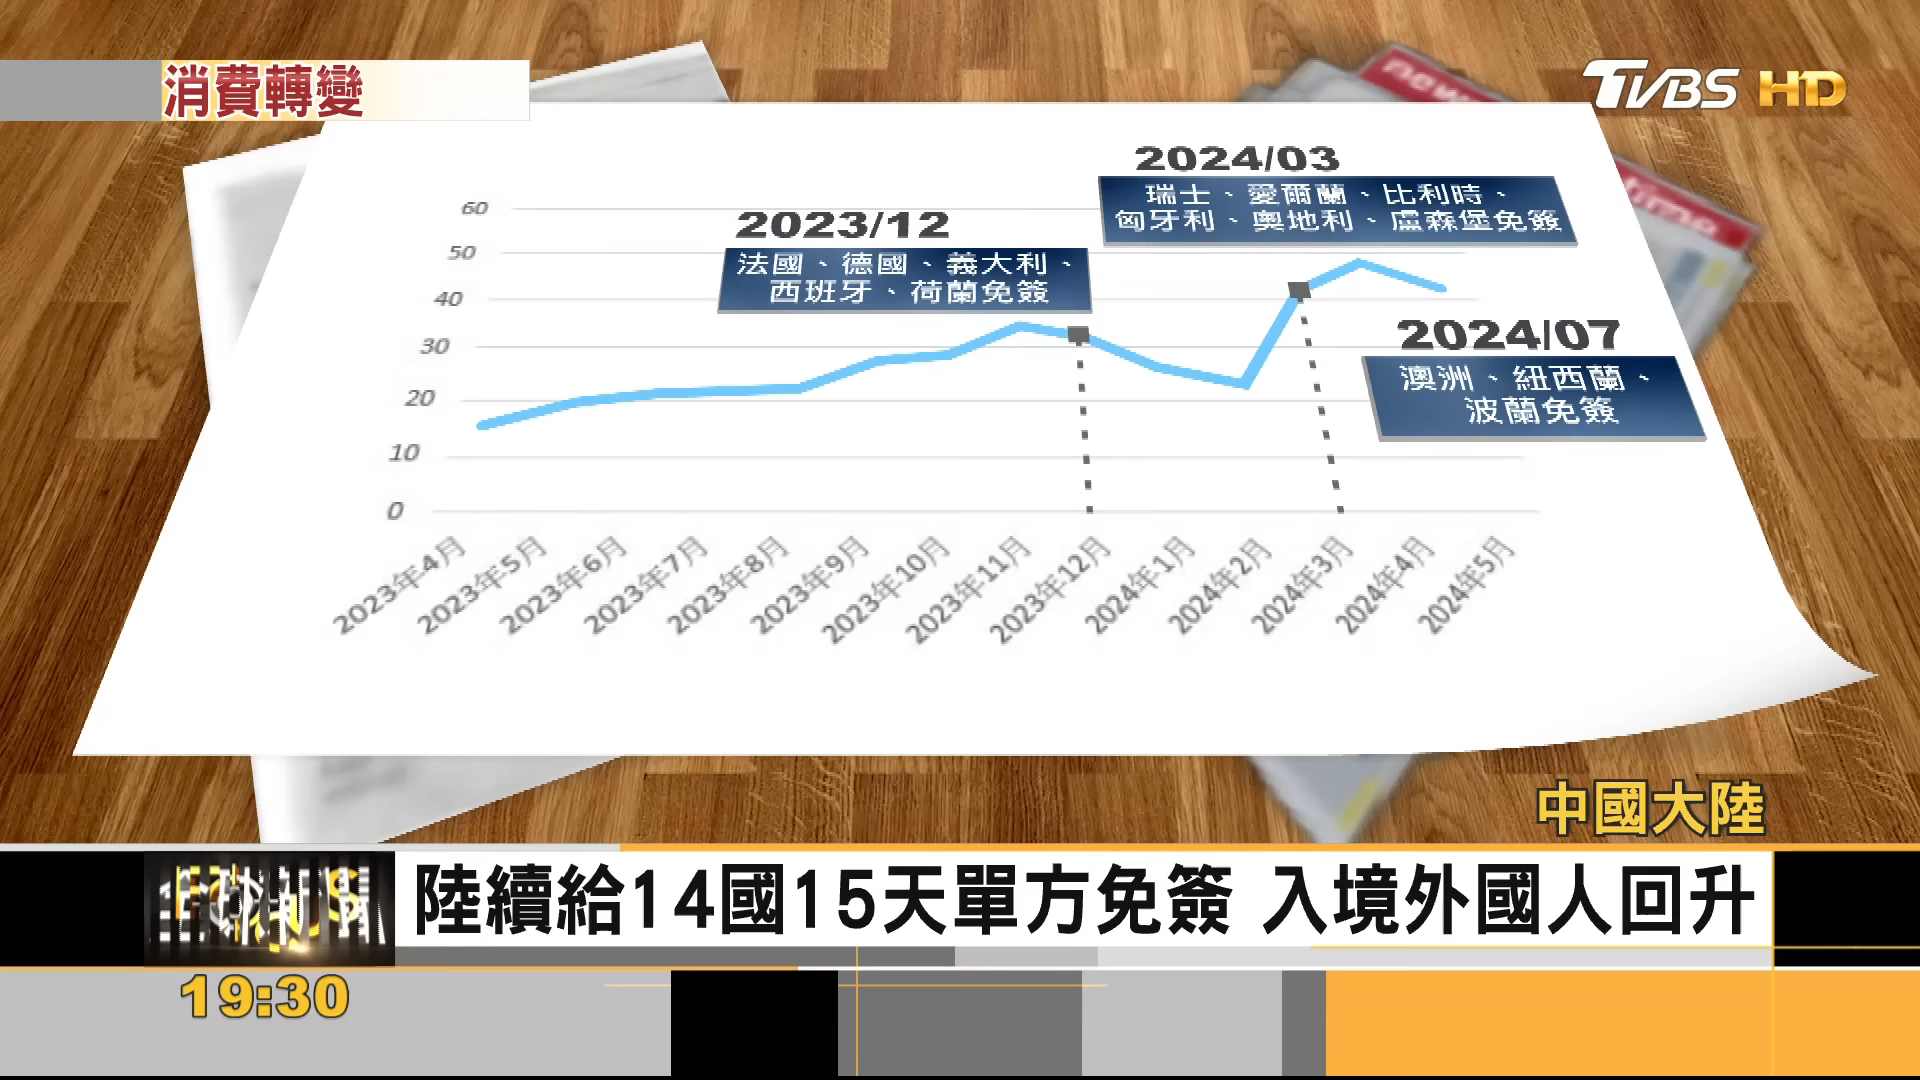 消費轉變
TVBS HD
2024/03
瑞士、愛爾蘭、比利時、
匈牙利、奧地利、盧森堡免簽
2023/12
法國、德國、義大利、
西班牙、荷蘭免簽
2024/07
澳洲、紐西蘭、
波蘭免簽
60
50
40
30
20
10
0
2023年4月
2023年5月
2023年6月
2023年7月
2023年8月
2023年9月
2023年10月
2023年11月
2023年12月
2024年1月
2024年2月
2024年3月
2024年4月
2024年5月
中國大陸
陸續給14國15天單方免簽 入境外國人回升
19:30